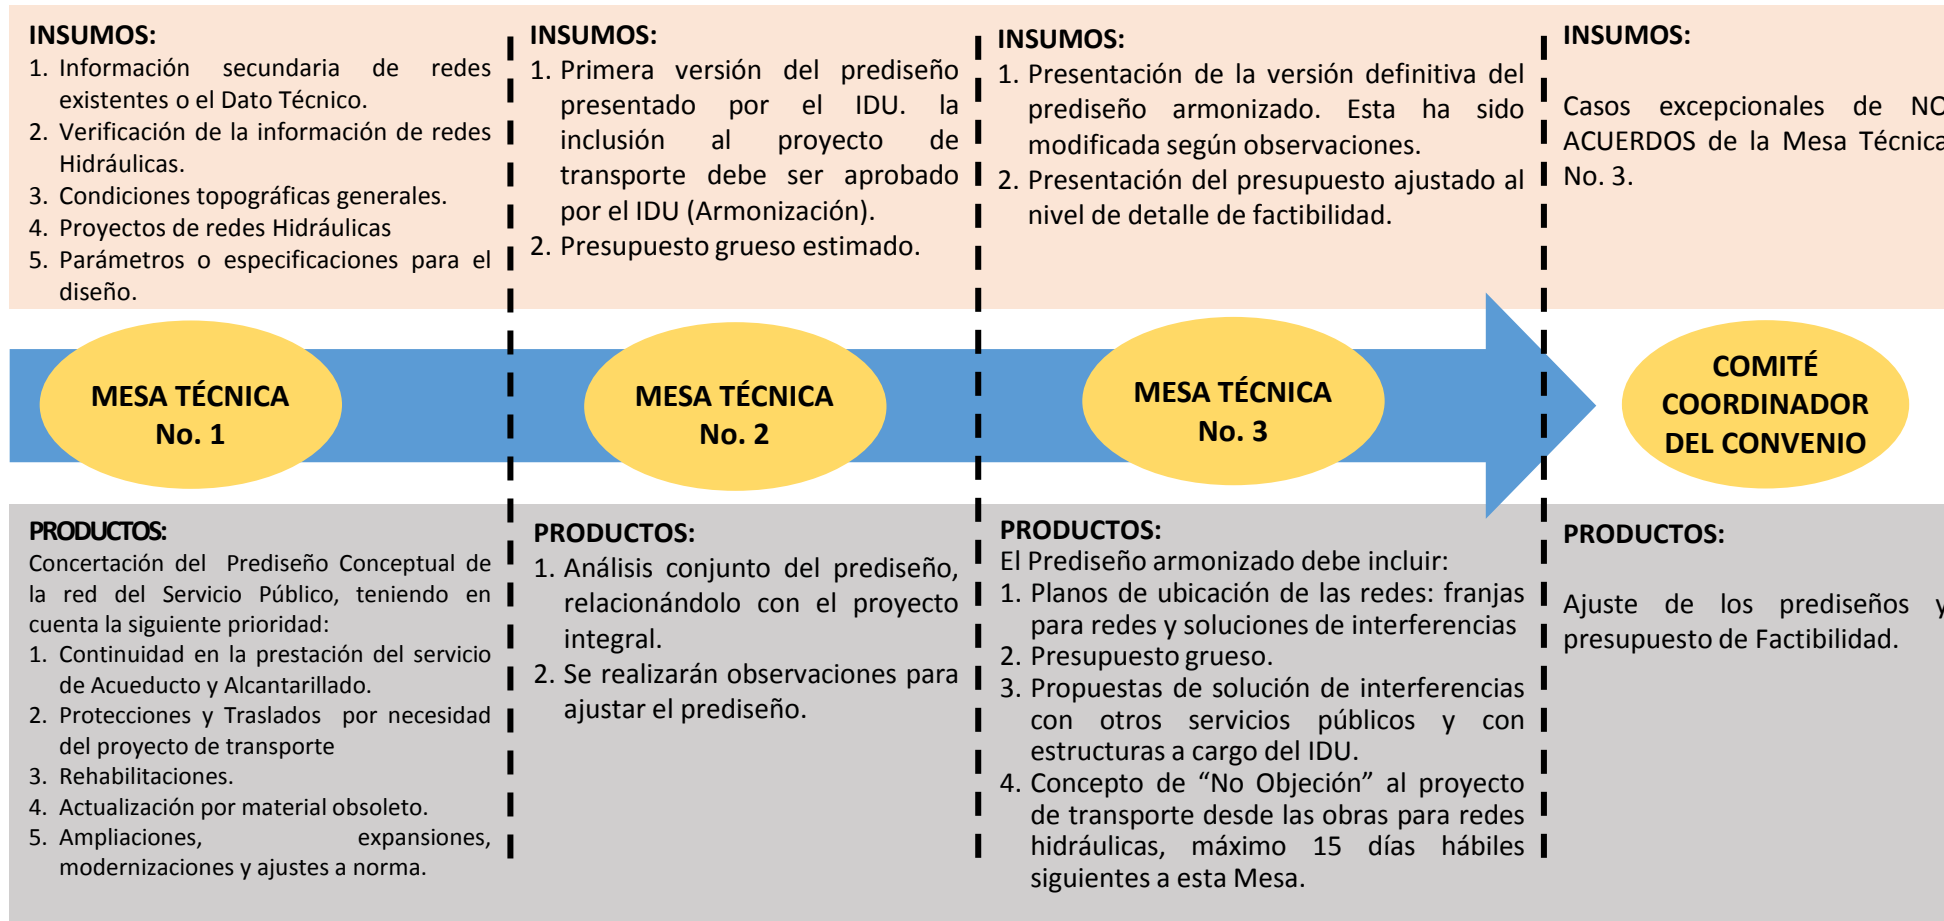 INSUMOS:
1. Información secundaria de redes
existentes o el Dato Técnico.
2. Verificación de la información de redes
Hidráulicas.
3. Condiciones topográficas generales.
4. Proyectos de redes Hidráulicas
5. Parámetros o especificaciones para el
diseño.
INSUMOS:
1. Primera versión del prediseño
presentado por el IDU. la
inclusión al proyecto de
transporte debe ser aprobado
por el IDU (Armonización).
2. Presupuesto grueso estimado.
INSUMOS:
1. Presentación de la versión definitiva del
prediseño armonizado. Esta ha sido
modificada según observaciones.
2. Presentación del presupuesto ajustado al
nivel de detalle de factibilidad.
INSUMOS:
Casos excepcionales de NO
ACUERDOS de la Mesa Técnica
No. 3.
MESA TÉCNICA
No. 1
MESA TÉCNICA
No. 2
MESA TÉCNICA
No. 3
COMITÉ
COORDINADOR
DEL CONVENIO
PRODUCTOS:
Concertación del Prediseño Conceptual de
la red del Servicio Público, teniendo en
cuenta la siguiente prioridad:
1. Continuidad en la prestación del servicio
de Acueducto y Alcantarillado.
2. Protecciones y Traslados por necesidad
del proyecto de transporte
3. Rehabilitaciones.
4. Actualización por material obsoleto.
5. Ampliaciones, expansiones,
modernizaciones y ajustes a norma.
PRODUCTOS:
1. Análisis conjunto del prediseño,
relacionándolo con el proyecto
integral.
2. Se realizarán observaciones para
ajustar el prediseño.
PRODUCTOS:
El Prediseño armonizado debe incluir:
1. Planos de ubicación de las redes: franjas
para redes y soluciones de interferencias
2. Presupuesto grueso.
3. Propuestas de solución de interferencias
con otros servicios públicos y con
estructuras a cargo del IDU.
4. Concepto de “No Objeción” al proyecto
de transporte desde las obras para redes
hidráulicas, máximo 15 días hábiles
siguientes a esta Mesa.
PRODUCTOS:
Ajuste de los prediseños y
presupuesto de Factibilidad.